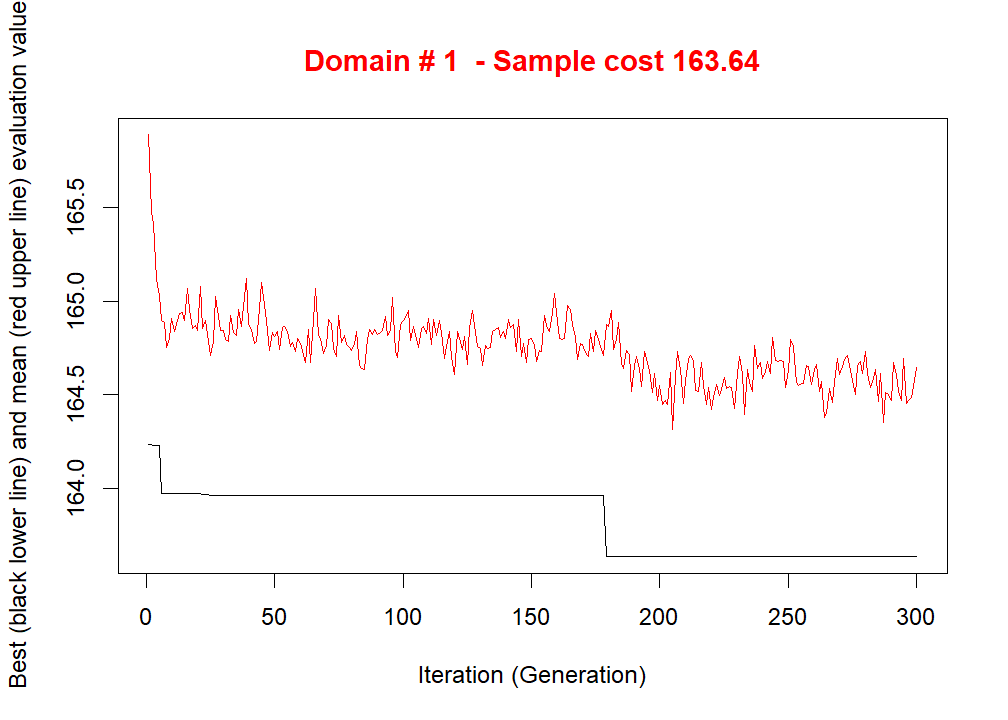 Domain # 1  - Sample cost 163.64
Best (black lower line) and mean (red upper line) evaluation value
165.5
165.0
164.5
164.0
0 50 100 150 200 250 300
Iteration (Generation)